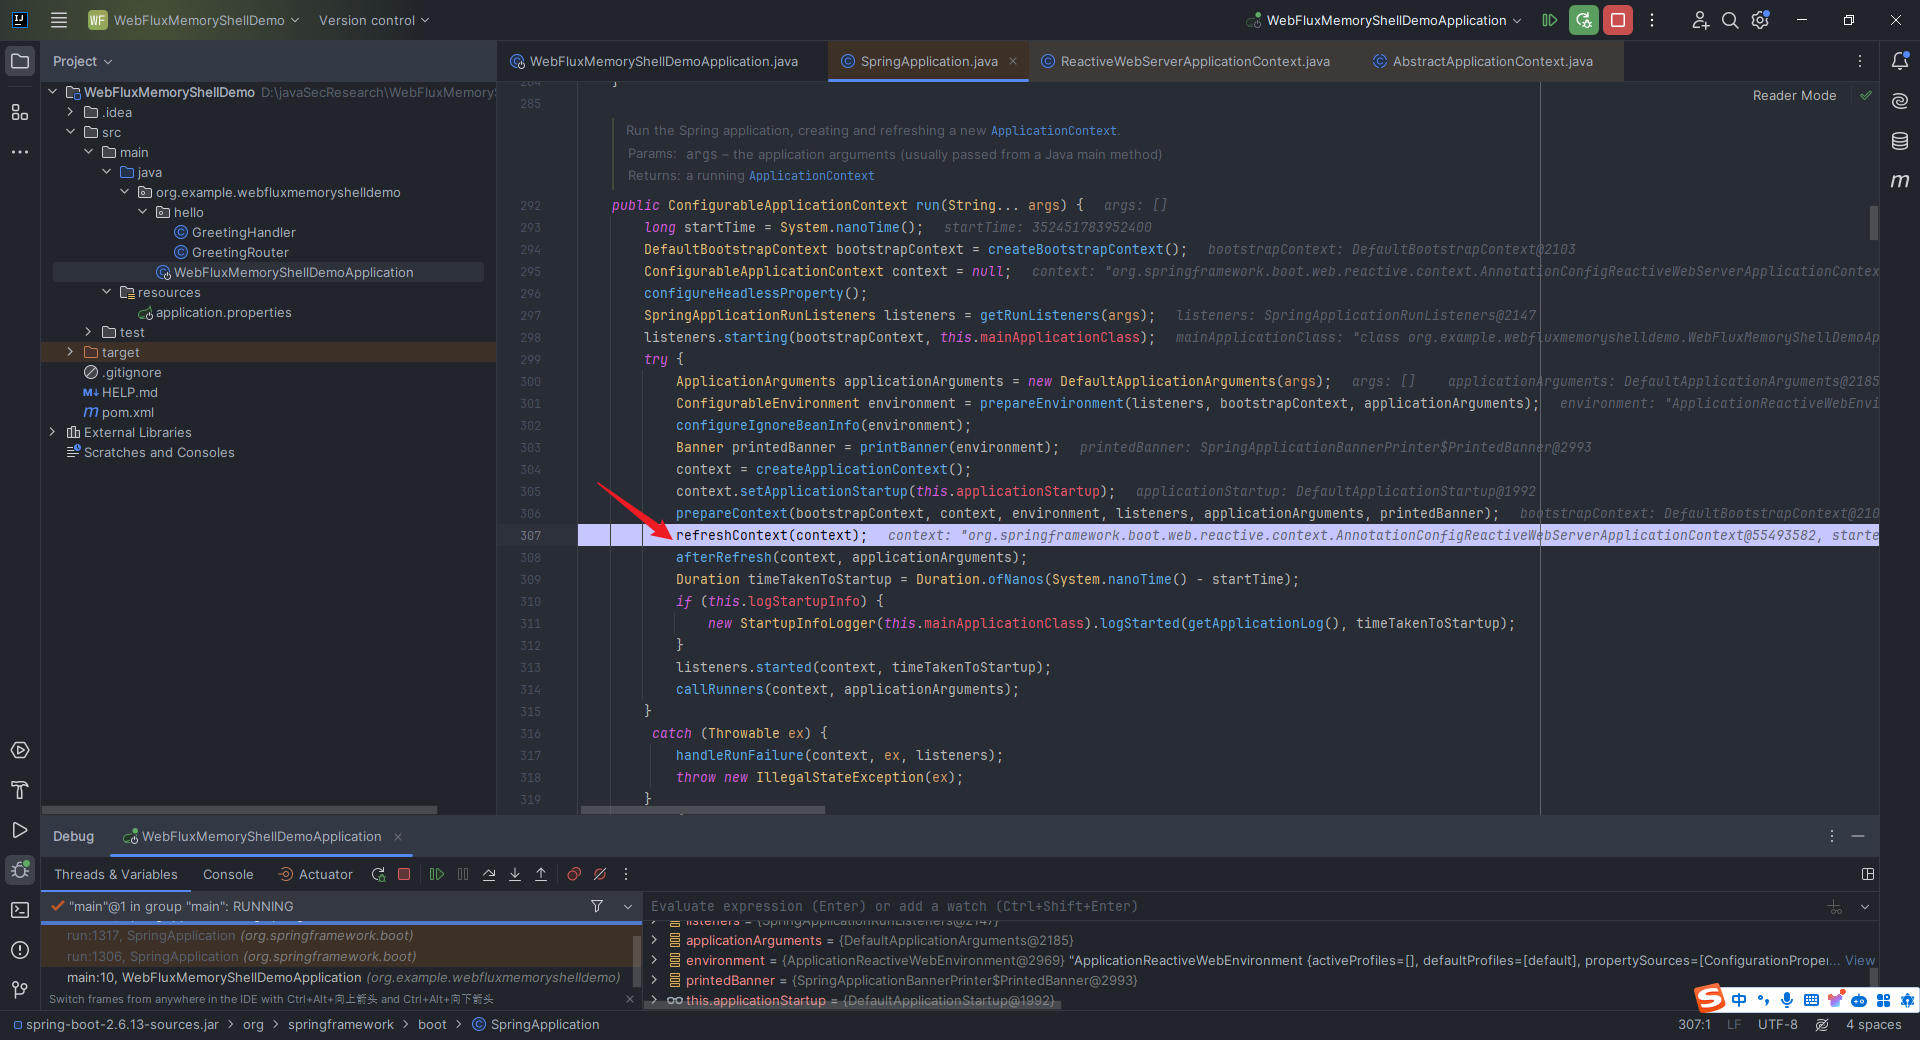 WF WebFluxMemoryShellDemo Version control WebFluxMemoryShellDemoApplication
Project
WebFluxMemoryShellDemoApplication.java SpringApplication.java ReactiveWebServerApplicationContext.java AbstractApplicationContext.java
WebFluxMemoryShellDemo D:\javaSecResearch\WebFluxMemoryS
.idea
src
main
java
org.example.webfluxmemoryshelldemo
hello
GreetingHandler
GreetingRouter
WebFluxMemoryShellDemoApplication
resources
application.properties
test
target
.gitignore
HELP.md
pom.xml
External Libraries
Scratches and Consoles
Reader Mode
284 }
285
Run the Spring application, creating and refreshing a new ApplicationContext.
Params: args – the application arguments (usually passed from a Java main method)
Returns: a running ApplicationContext
292 public ConfigurableApplicationContext run(String... args) { args: []
293 long startTime = System.nanoTime(); startTime: 352451783952400
294 DefaultBootstrapContext bootstrapContext = createBootstrapContext(); bootstrapContext: DefaultBootstrapContext@2103
295 ConfigurableApplicationContext context = null; context: "org.springframework.boot.web.reactive.context.AnnotationConfigReactiveWebServerApplicationContex
296 configureHeadlessProperty();
297 SpringApplicationRunListeners listeners = getRunListeners(args); listeners: SpringApplicationRunListeners@2147
298 listeners.starting(bootstrapContext, this.mainApplicationClass); mainApplicationClass: "class org.example.webfluxmemoryshelldemo.WebFluxMemoryShellDemoAp
299 try {
300 ApplicationArguments applicationArguments = new DefaultApplicationArguments(args); args: [] applicationArguments: DefaultApplicationArguments@2185
301 ConfigurableEnvironment environment = prepareEnvironment(listeners, bootstrapContext, applicationArguments); environment: "ApplicationReactiveWebEnvi
302 configureIgnoreBeanInfo(environment);
303 Banner printedBanner = printBanner(environment); printedBanner: SpringApplicationBannerPrinter$PrintedBanner@2993
304 context = createApplicationContext();
305 context.setApplicationStartup(this.applicationStartup); applicationStartup: DefaultApplicationStartup@1992
306 prepareContext(bootstrapContext, context, environment, listeners, applicationArguments, printedBanner); bootstrapContext: DefaultBootstrapContext@210
307 refreshContext(context); context: "org.springframework.boot.web.reactive.context.AnnotationConfigReactiveWebServerApplicationContext@55493582, starte
308 afterRefresh(context, applicationArguments);
309 Duration timeTakenToStartup = Duration.ofNanos(System.nanoTime() - startTime);
310 if (this.logStartupInfo) {
311 new StartupInfoLogger(this.mainApplicationClass).logStarted(getApplicationLog(), timeTakenToStartup);
312 }
313 listeners.started(context, timeTakenToStartup);
314 callRunners(context, applicationArguments);
315 }
316 catch (Throwable ex) {
317 handleRunFailure(context, ex, listeners);
318 throw new IllegalStateException(ex);
319 }
Debug WebFluxMemoryShellDemoApplication
Threads & Variables Console Actuator
"main"@1 in group "main": RUNNING
run:1317, SpringApplication (org.springframework.boot)
run:1306, SpringApplication (org.springframework.boot)
main:10, WebFluxMemoryShellDemoApplication (org.example.webfluxmemoryshelldemo)
Switch frames from anywhere in the IDE with Ctrl+Alt+向上箭头 and Ctrl+Alt+向下箭头
Evaluate expression (Enter) or add a watch (Ctrl+Shift+Enter)
listeners = {SpringApplicationRunListeners@2147}
applicationArguments = {DefaultApplicationArguments@2185}
environment = {ApplicationReactiveWebEnvironment@2969} "ApplicationReactiveWebEnvironment {activeProfiles=[], defaultProfiles=[default], propertySources=[ConfigurationProper... View
printedBanner = {SpringApplicationBannerPrinter$PrintedBanner@2993}
this.applicationStartup = {DefaultApplicationStartup@1992}
S 中
spring-boot-2.6.13-sources.jar org springframework boot SpringApplication
307:1 LF UTF-8 4 spaces